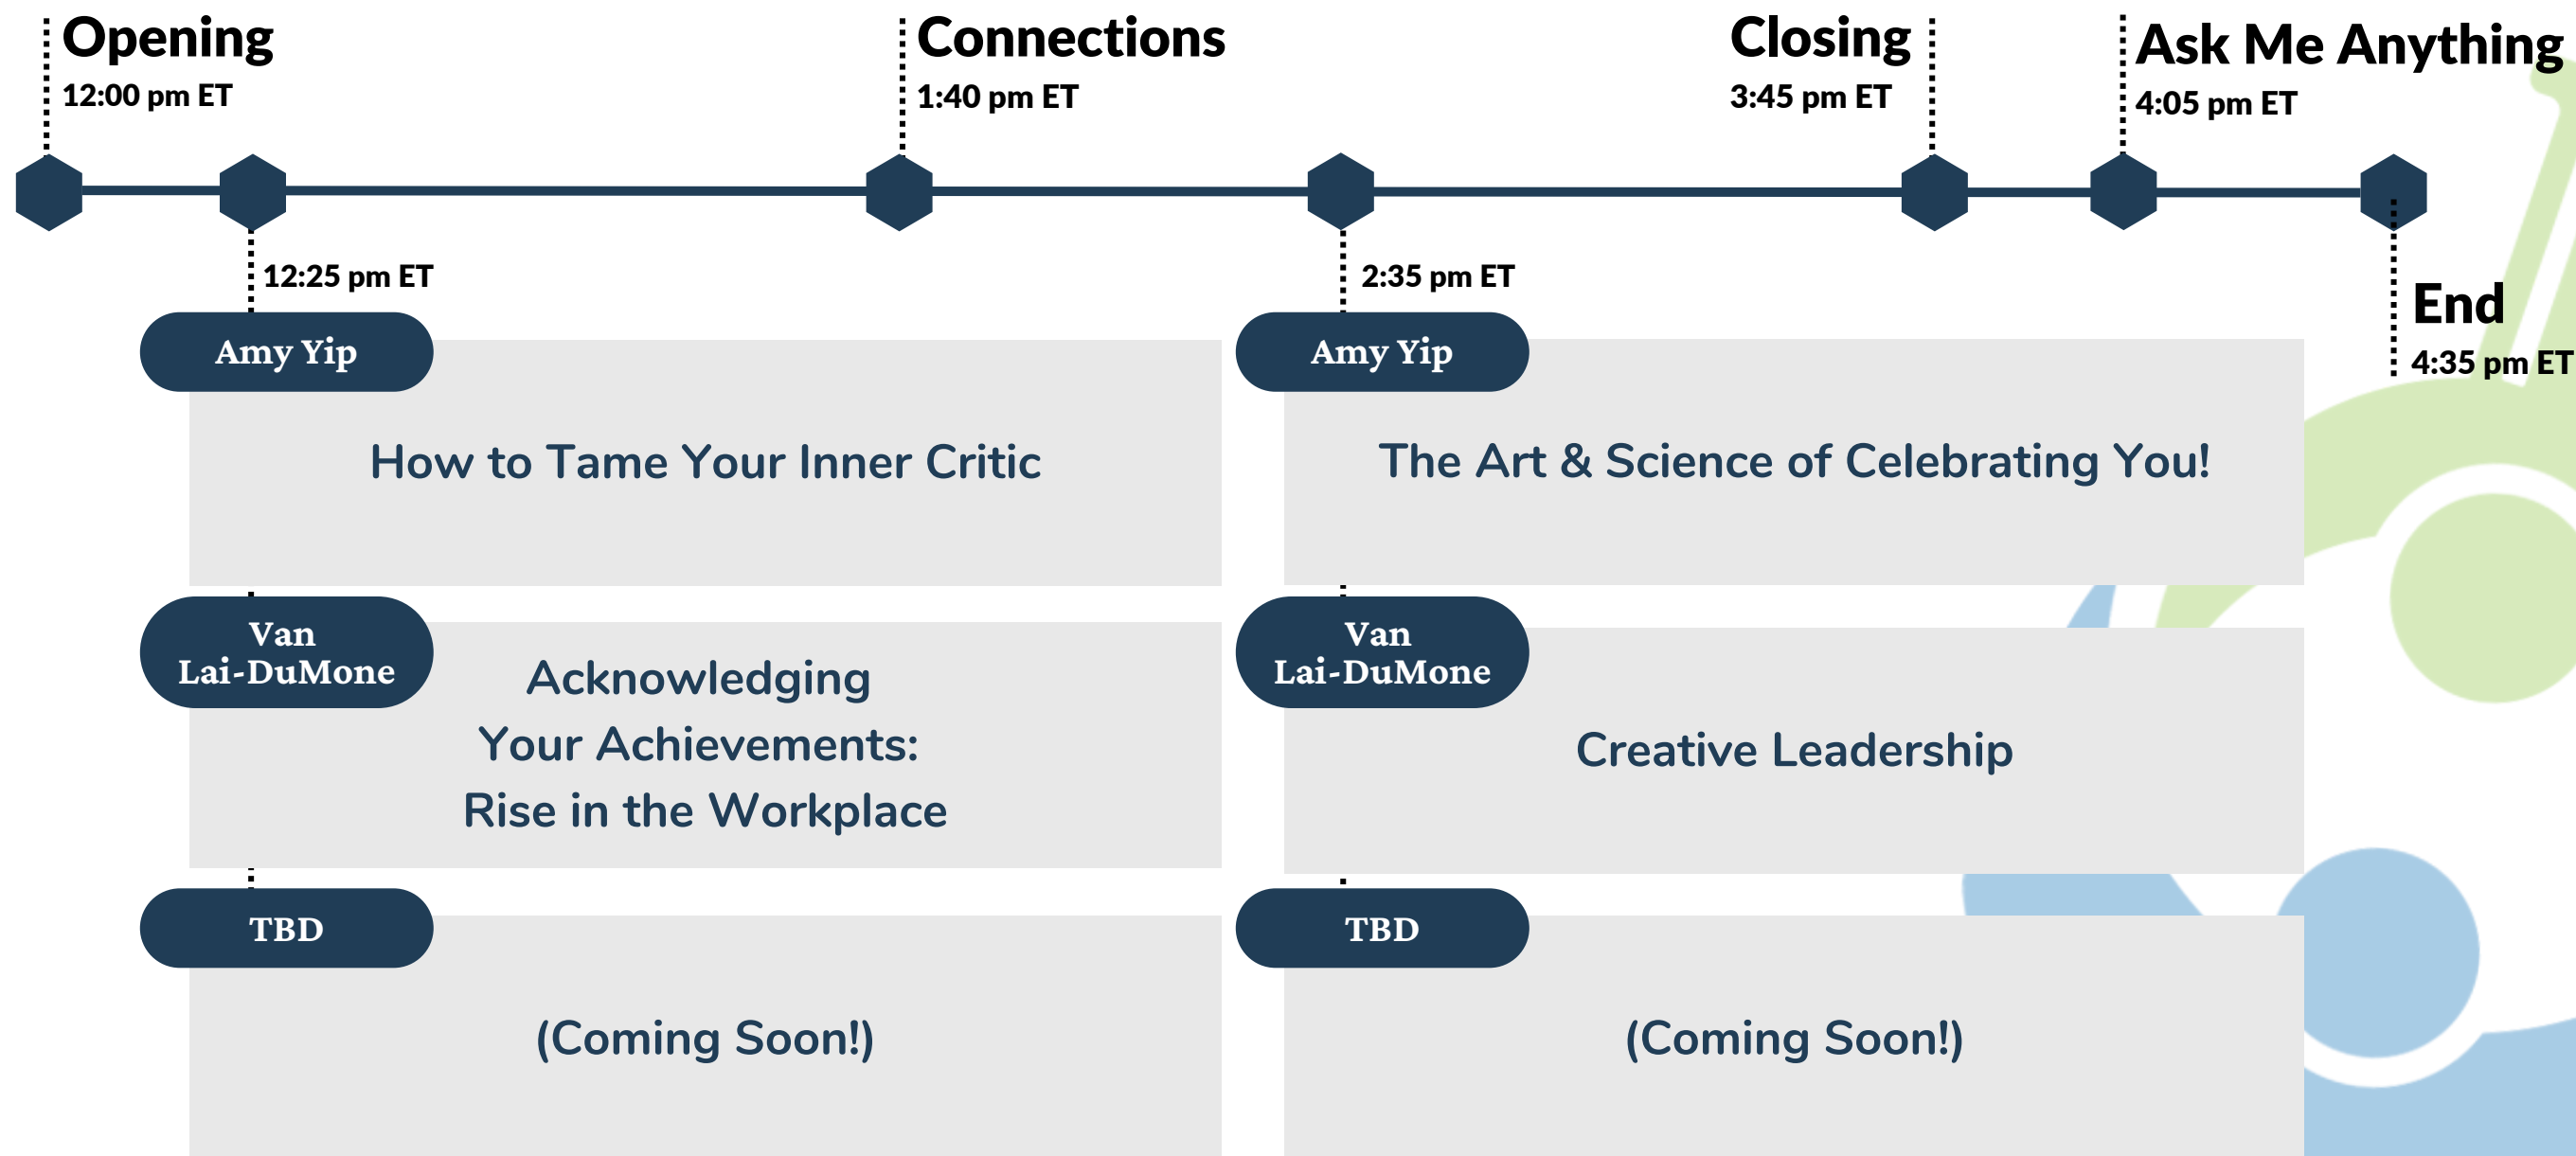 Opening
12:00 pm ET
Connections
1:40 pm ET
Closing
3:45 pm ET
Ask Me Anything
4:05 pm ET
12:25 pm ET
2:35 pm ET
End
4:35 pm ET
Amy Yip
How to Tame Your Inner Critic
Amy Yip
The Art & Science of Celebrating You!
Van
Lai-DuMone
Acknowledging
Your Achievements:
Rise in the Workplace
Van
Lai-DuMone
Creative Leadership
TBD
(Coming Soon!)
TBD
(Coming Soon!)